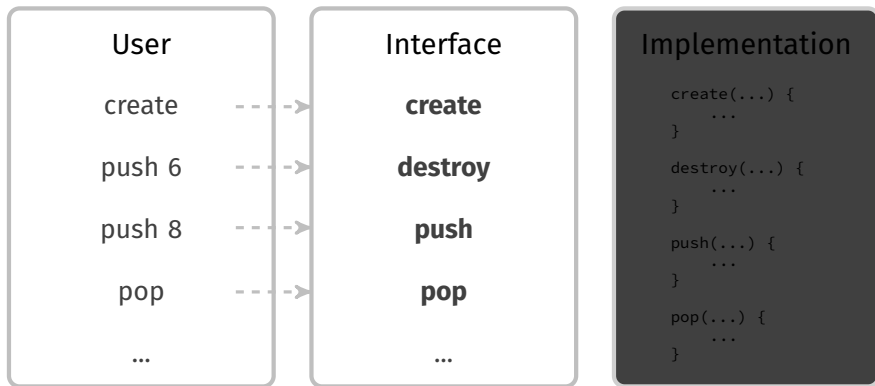 User
create
push 6
push 8
pop
...
Interface
create
destroy
push
pop
...
Implementation
create(...) {
...
}
destroy(...) {
...
}
push(...) {
...
}
pop(...) {
...
}